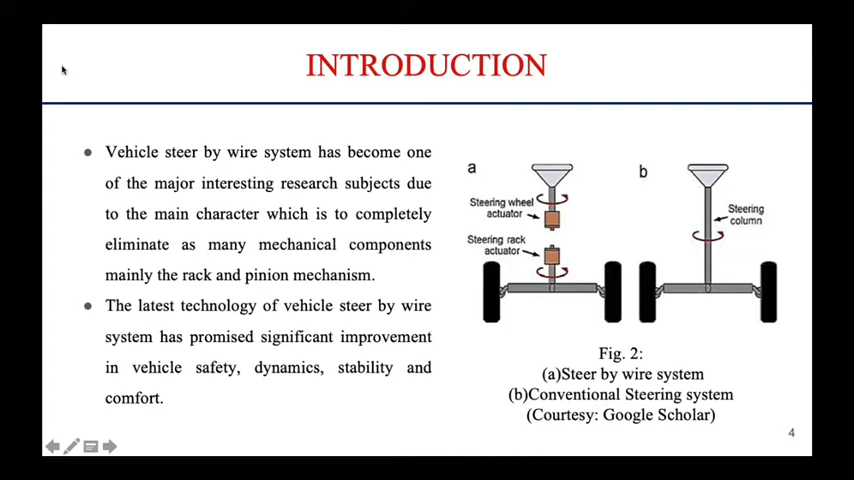 INTRODUCTION
● Vehicle steer by wire system has become one
of the major interesting research subjects due
to the main character which is to completely
eliminate as many mechanical components
mainly the rack and pinion mechanism.
● The latest technology of vehicle steer by wire
system has promised significant improvement
in vehicle safety, dynamics, stability and
comfort.
a
Steering wheel
actuator
Steering rack
actuator
b
Steering
column
Fig. 2:
(a)Steer by wire system
(b)Conventional Steering system
(Courtesy: Google Scholar)
4